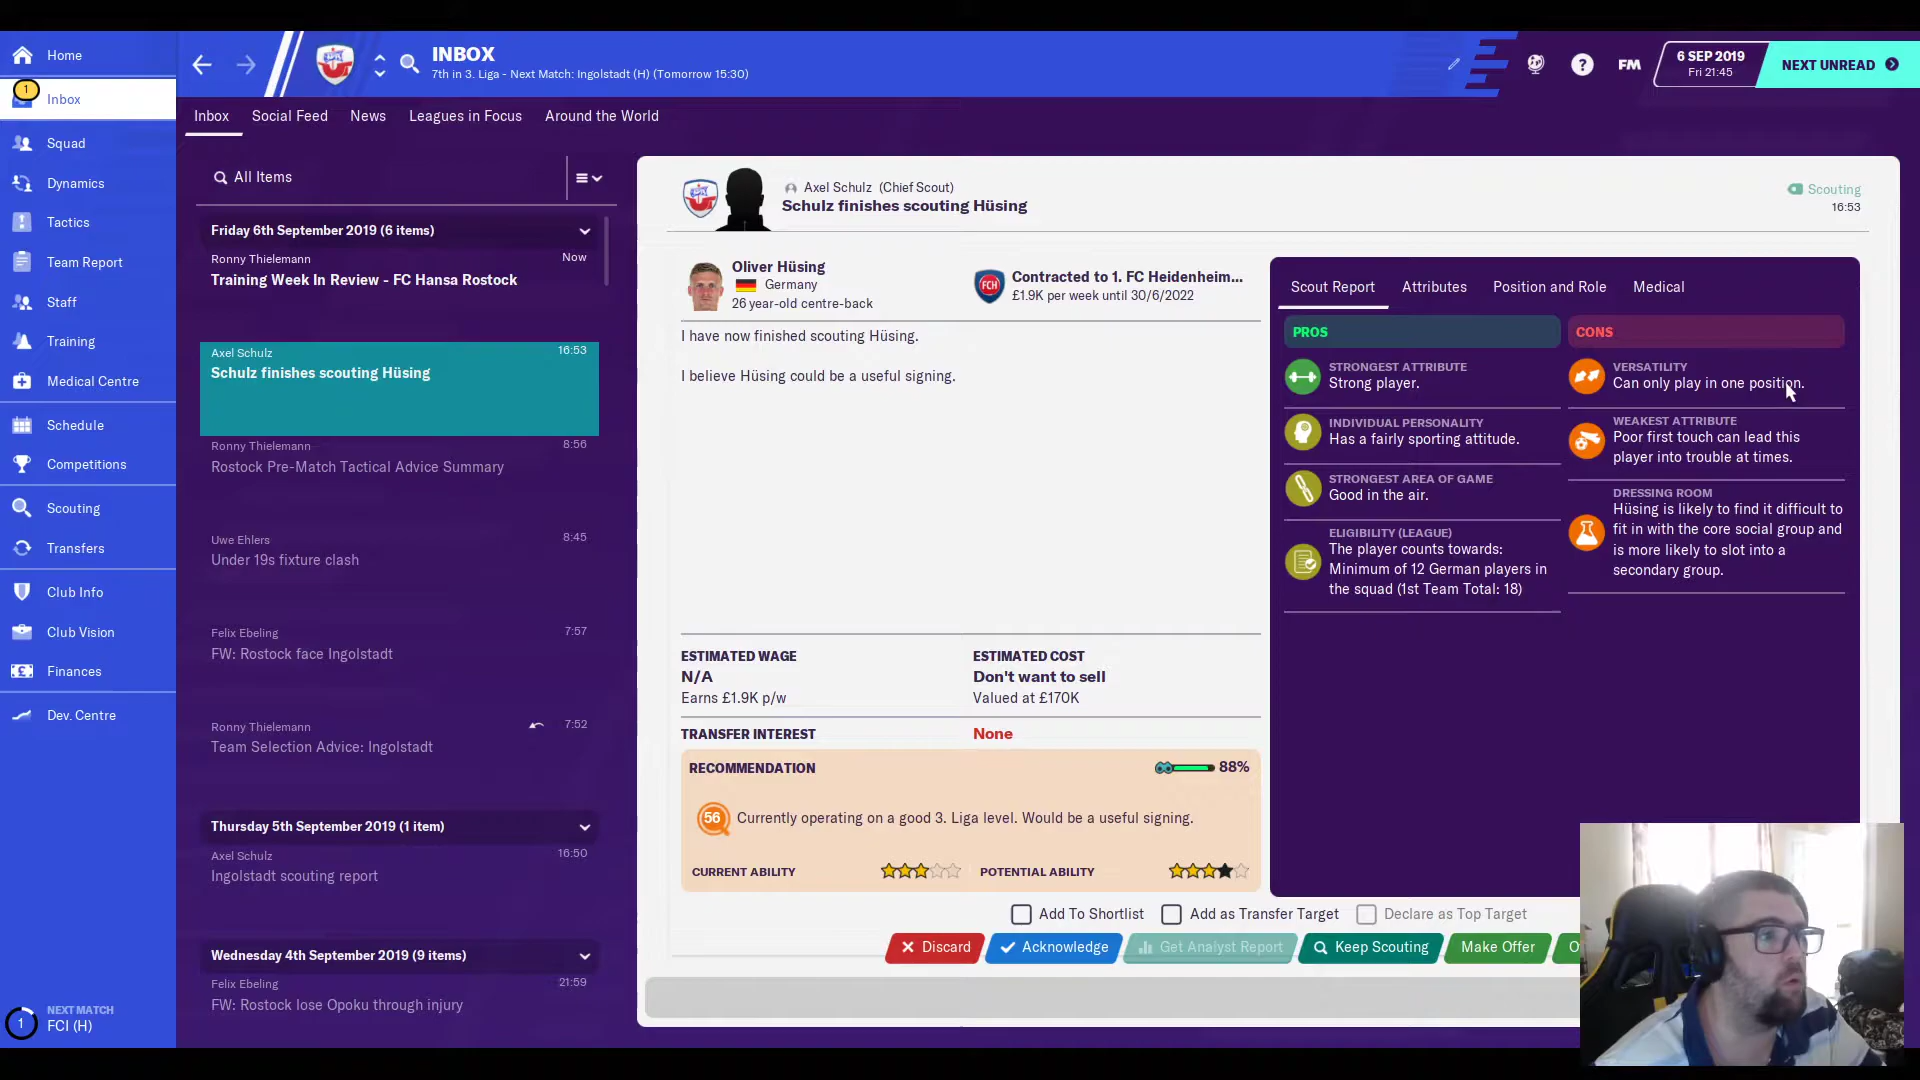 Home
1
Inbox
Squad
Dynamics
Tactics
Team Report
Staff
Training
Medical Centre
Schedule
Competitions
Scouting
Transfers
Club Info
Club Vision
Finances
Dev. Centre
1
NEXT MATCH
FCI (H)
INBOX
7th in 3. Liga - Next Match: Ingolstadt (H) (Tomorrow 15:30)
?
FM
6 SEP 2019
Fri 21:45
NEXT UNREAD
Inbox
Social Feed
News
Leagues in Focus
Around the World
All Items
Friday 6th September 2019 (6 items)
Ronny Thielemann
Now
Training Week In Review - FC Hansa Rostock
Axel Schulz
16:53
Schulz finishes scouting Hüsing
Ronny Thielemann
8:56
Rostock Pre-Match Tactical Advice Summary
Uwe Ehlers
8:45
Under 19s fixture clash
Felix Ebeling
7:57
FW: Rostock face Ingolstadt
Ronny Thielemann
7:52
Team Selection Advice: Ingolstadt
Thursday 5th September 2019 (1 item)
Axel Schulz
16:50
Ingolstadt scouting report
Wednesday 4th September 2019 (9 items)
Felix Ebeling
21:59
FW: Rostock lose Opoku through injury
Axel Schulz (Chief Scout)
Schulz finishes scouting Hüsing
Scouting
16:53
Oliver Hüsing
Germany
26 year-old centre-back
FCH
Contracted to 1. FC Heidenheim...
£1.9K per week until 30/6/2022
I have now finished scouting Hüsing.
I believe Hüsing could be a useful signing.
ESTIMATED WAGE
N/A
Earns £1.9K p/w
ESTIMATED COST
Don't want to sell
Valued at £170K
TRANSFER INTEREST
None
RECOMMENDATION
88%
56
Currently operating on a good 3. Liga level. Would be a useful signing.
CURRENT ABILITY
POTENTIAL ABILITY
Scout Report
Attributes
Position and Role
Medical
PROS
STRONGEST ATTRIBUTE
Strong player.
INDIVIDUAL PERSONALITY
Has a fairly sporting attitude.
STRONGEST AREA OF GAME
Good in the air.
ELIGIBILITY (LEAGUE)
The player counts towards:
Minimum of 12 German players in
the squad (1st Team Total: 18)
CONS
VERSATILITY
Can only play in one position.
WEAKEST ATTRIBUTE
Poor first touch can lead this
player into trouble at times.
DRESSING ROOM
Hüsing is likely to find it difficult to
fit in with the core social group and
is more likely to slot into a
secondary group.
Add To Shortlist
Add as Transfer Target
Declare as Top Target
Discard
Acknowledge
Get Analyst Report
Keep Scouting
Make Offer